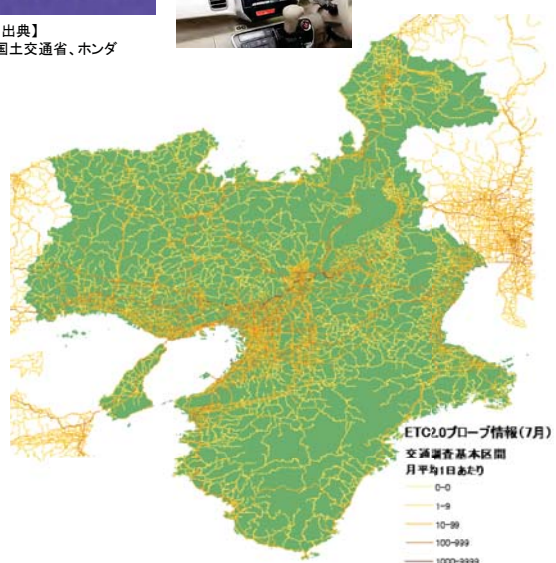 出典】
国土交通省、ホンダ
ETC2.0プローブ情報(7月)
交通調査基本区間
月平均1日あたり
0-0
1-9
10-99
100-999
1000-9999